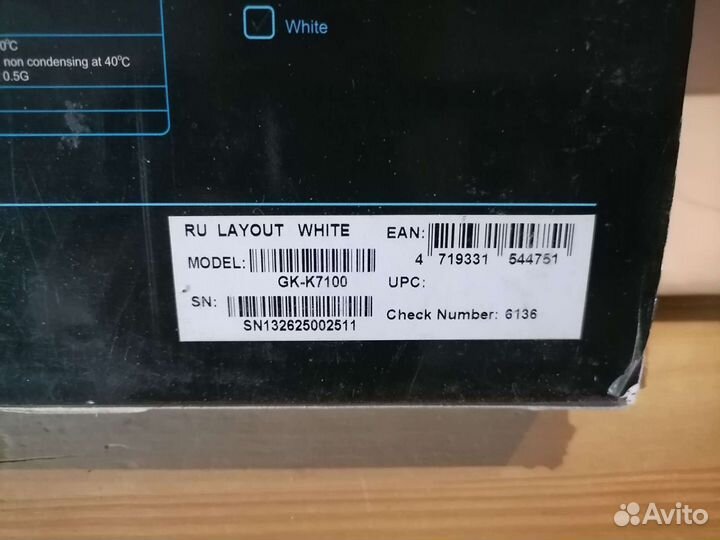 White
0°C
non condensing at 40°C
0.5G
RU LAYOUT WHITE
MODEL:
GK-K7100
SN:
SN132625002511
EAN:
4 719331 544751
UPC:
Check Number: 6136
Avito